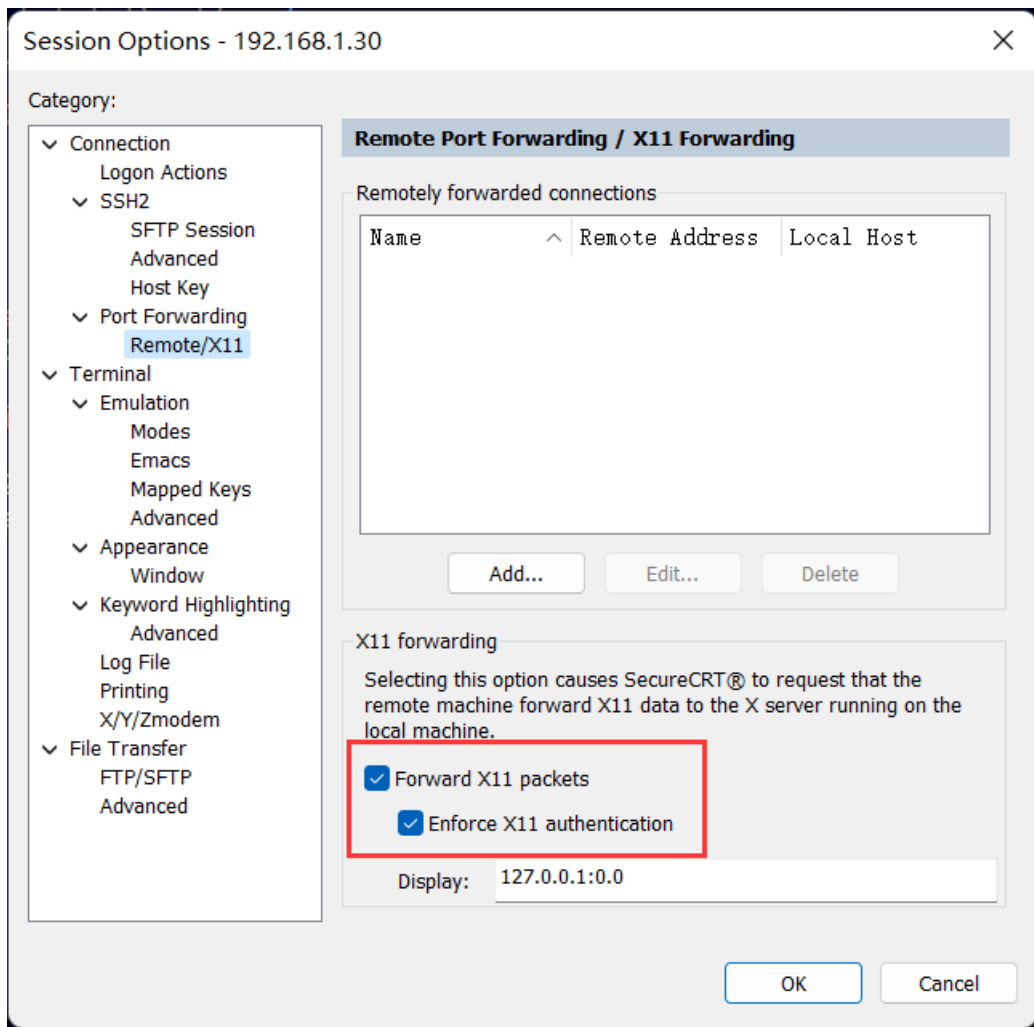 Session Options - 192.168.1.30
Category:
Connection
Logon Actions
SSH2
SFTP Session
Advanced
Host Key
Port Forwarding
Remote/X11
Terminal
Emulation
Modes
Emacs
Mapped Keys
Advanced
Appearance
Window
Keyword Highlighting
Advanced
Log File
Printing
X/Y/Zmodem
File Transfer
FTP/SFTP
Advanced
Remote Port Forwarding / X11 Forwarding
Remotely forwarded connections
Name Remote Address Local Host
Add... Edit... Delete
X11 forwarding
Selecting this option causes SecureCRT® to request that the
remote machine forward X11 data to the X server running on the
local machine.
Forward X11 packets
Enforce X11 authentication
Display: 127.0.0.1:0.0
OK Cancel